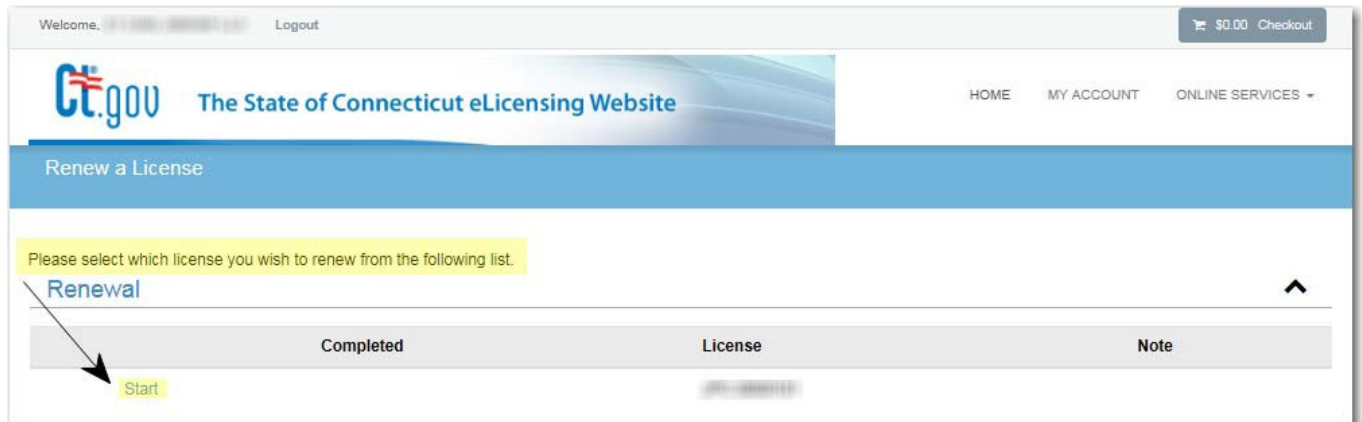 Welcome, Logout $0.00 Checkout
Ct.gov The State of Connecticut eLicensing Website HOME MY ACCOUNT ONLINE SERVICES
Renew a License
Please select which license you wish to renew from the following list.
Renewal
Completed License Note
Start